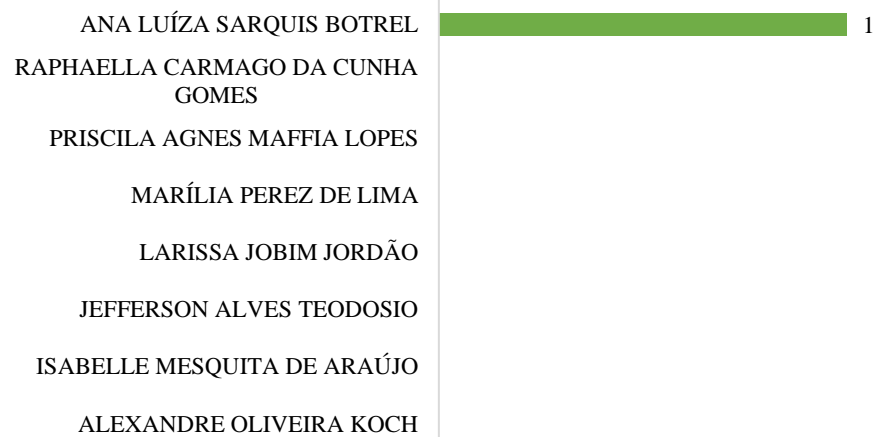 ANA LUÍZA SARQUIS BOTREL 1
RAPHAELLA CARMAGO DA CUNHA
GOMES
PRISCILA AGNES MAFFIA LOPES
MARÍLIA PEREZ DE LIMA
LARISSA JOBIM JORDÃO
JEFFERSON ALVES TEODOSIO
ISABELLE MESQUITA DE ARAÚJO
ALEXANDRE OLIVEIRA KOCH